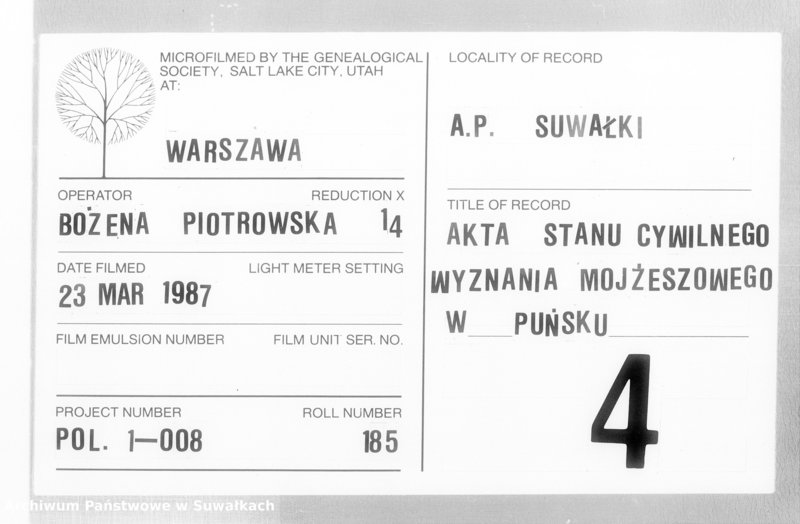 MICROFILMED BY THE GENEALOGICAL
SOCIETY, SALT LAKE CITY, UTAH
AT:
WARSZAWA
OPERATOR REDUCTION X
BOŻENA PIOTROWSKA 14
DATE FILMED LIGHT METER SETTING
23 MAR 1987
FILM EMULSION NUMBER FILM UNIT SER. NO.
PROJECT NUMBER ROLL NUMBER
POL. 1-008 185
LOCALITY OF RECORD
A.P. SUWAŁKI
TITLE OF RECORD
AKTA STANU CYWILNEGO
WYZNANIA MOJŻESZOWEGO
W PUŃSKU
4
Archiwum Państwowe w Suwałkach